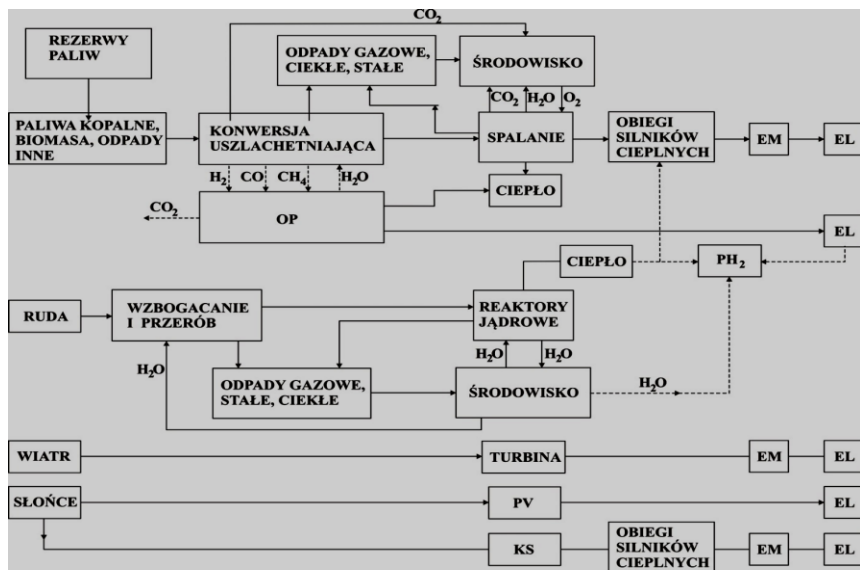 CO2
REZERWY
PALIW
ODPADY GAZOWE,
CIEKŁE, STAŁE
ŚRODOWISKO
CO2
H2O
O2
PALIWA KOPALNE,
BIOMASA, ODPADY
INNE
KONWERSJA
USZLACHETNIAJĄCA
SPALANIE
OBIEGI
SILNIKÓW
CIEPLNYCH
EM
EL
H2
CO
CH4
H2O
CIEPŁO
CO2
OP
EL
CIEPŁO
PH2
RUDA
WZBOGACANIE
I PRZERÓB
REAKTORY
JĄDROWE
H2O
H2O
H2O
ODPADY GAZOWE,
STAŁE, CIEKŁE
ŚRODOWISKO
H2O
WIATR
TURBINA
EM
EL
SŁOŃCE
PV
EL
KS
OBIEGI
SILNIKÓW
CIEPLNYCH
EM
EL